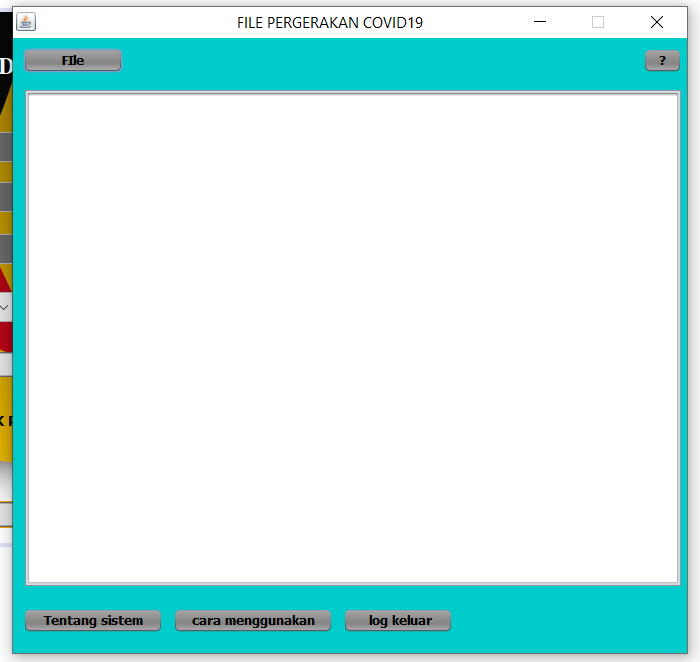 FILE PERGERAKAN COVID19
FIle
?
Tentang sistem
cara menggunakan
log keluar